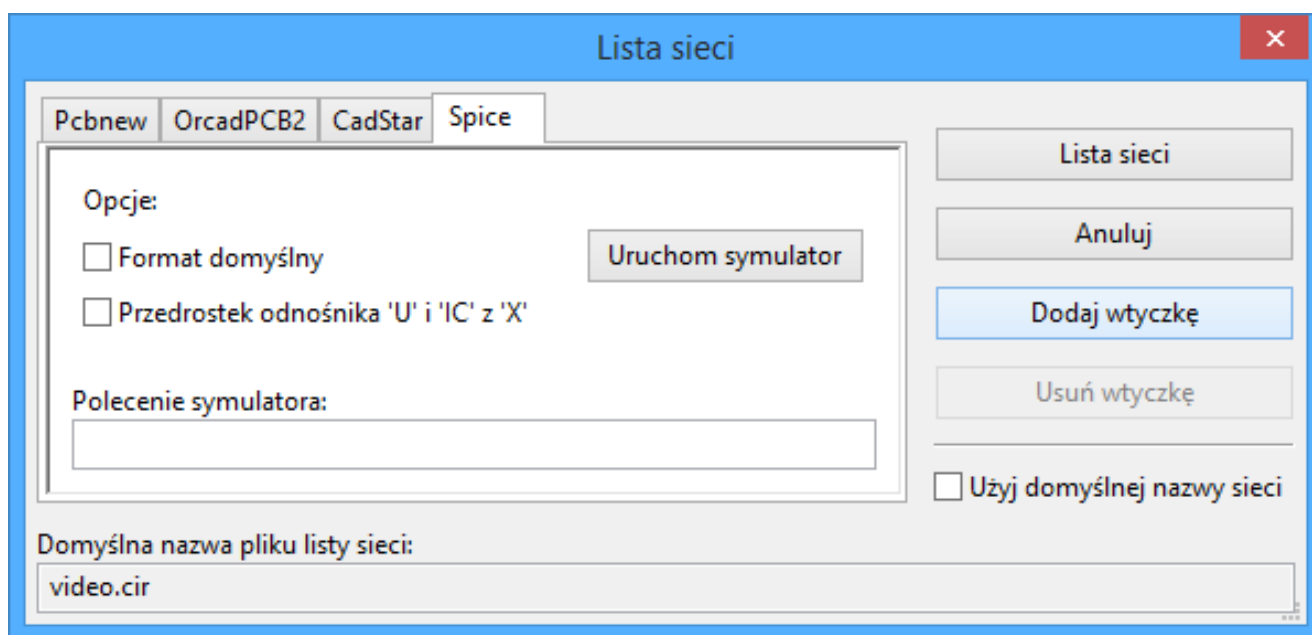 Lista sieci
Pcbnew OrcadPCB2 CadStar Spice
Opcje:
Format domyślny
Przedrostek odnośnika 'U' i 'IC' z 'X'
Uruchom symulator
Polecenie symulatora:
Lista sieci
Anuluj
Dodaj wtyczkę
Usuń wtyczkę
Użyj domyślnej nazwy sieci
Domyślna nazwa pliku listy sieci:
video.cir